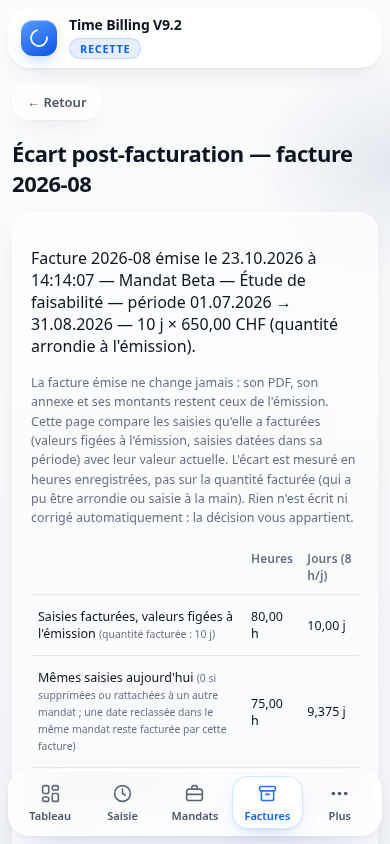 Time Billing V9.2
RECETTE
← Retour
Écart post-facturation — facture
2026-08
Facture 2026-08 émise le 23.10.2026 à
14:14:07 — Mandat Beta — Étude de
faisabilité — période 01.07.2026 →
31.08.2026 — 10 j × 650,00 CHF (quantité
arrondie à l'émission).
La facture émise ne change jamais : son PDF, son
annexe et ses montants restent ceux de l'émission.
Cette page compare les saisies qu'elle a facturées
(valeurs figées à l'émission, saisies datées dans sa
période) avec leur valeur actuelle. L'écart est mesuré en
heures enregistrées, pas sur la quantité facturée (qui a
pu être arrondie ou saisie à la main). Rien n'est écrit ni
corrigé automatiquement : la décision vous appartient.
Heures Jours (8
h/j)
Saisies facturées, valeurs figées à
l'émission (quantité facturée : 10 j)
80,00
h
10,00 j
Mêmes saisies aujourd'hui (0 si
supprimées ou rattachées à un autre
mandat ; une date reclassée dans le
même mandat reste facturée par cette
facture)
75,00
h
9,375 j
Tableau Saisie Mandats Factures Plus